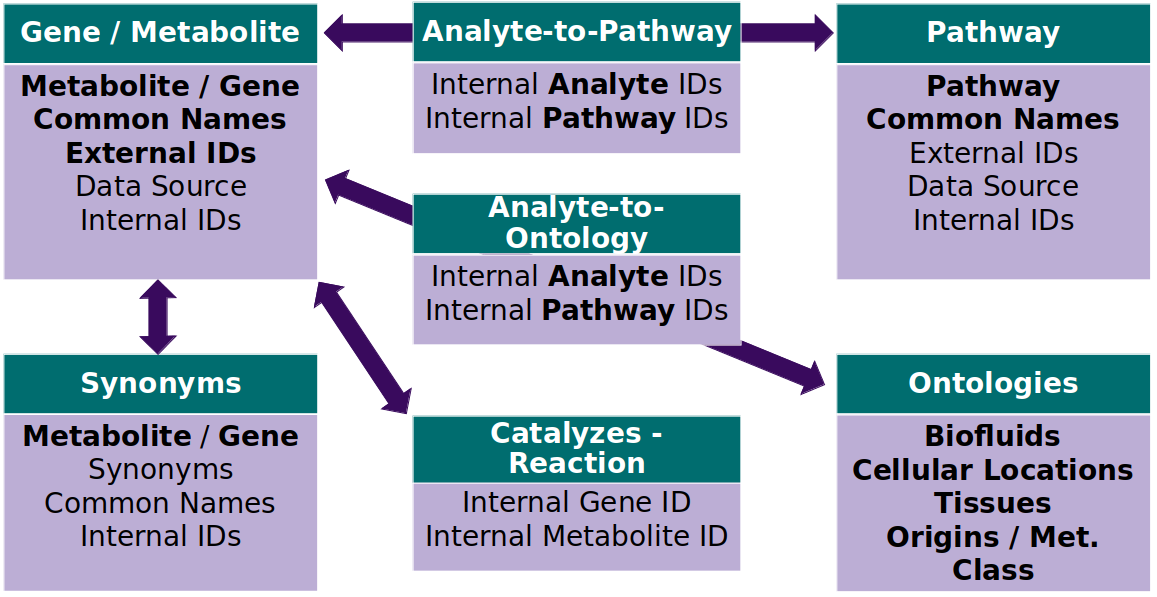 Gene / Metabolite
Metabolite / Gene
Common Names
External IDs
Data Source
Internal IDs
Analyte-to-Pathway
Internal Analyte IDs
Internal Pathway IDs
Pathway
Pathway
Common Names
External IDs
Data Source
Internal IDs
Analyte-to-
Ontology
Internal Analyte IDs
Internal Pathway IDs
Synonyms
Metabolite / Gene
Synonyms
Common Names
Internal IDs
Catalyzes -
Reaction
Internal Gene ID
Internal Metabolite ID
Ontologies
Biofluids
Cellular Locations
Tissues
Origins / Met.
Class